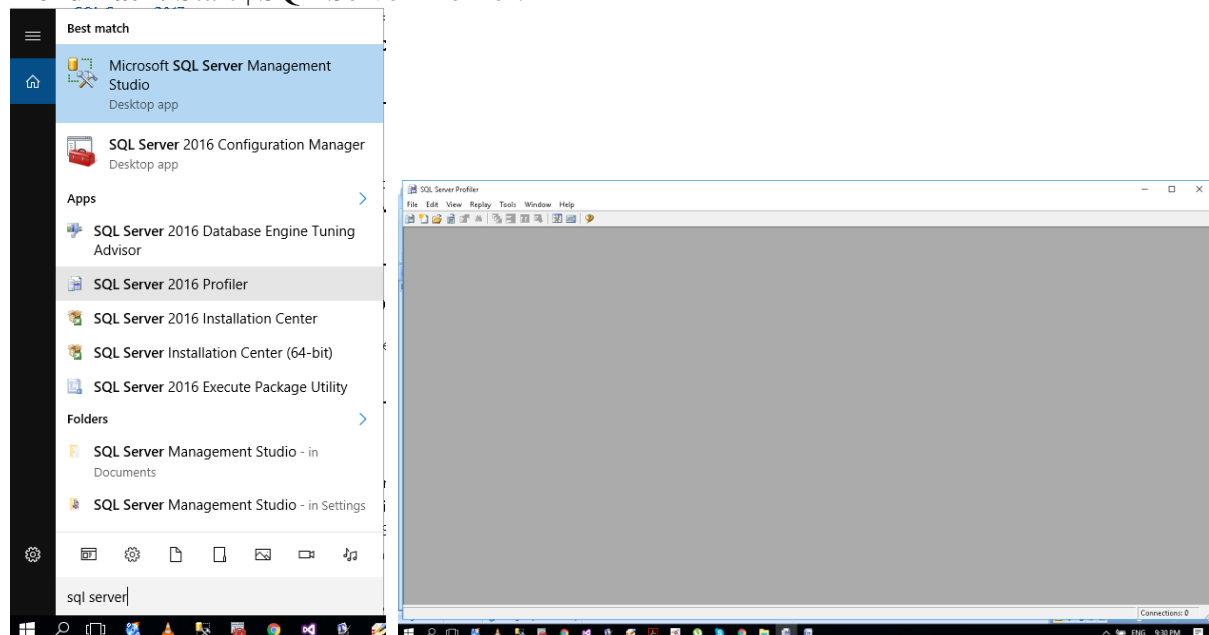 Best match
Microsoft SQL Server Management
Studio
Desktop app
SQL Server 2016 Configuration Manager
Desktop app
Apps
SQL Server 2016 Database Engine Tuning
Advisor
SQL Server 2016 Profiler
SQL Server 2016 Installation Center
SQL Server Installation Center (64-bit)
SQL Server 2016 Execute Package Utility
Folders
SQL Server Management Studio - in
Documents
SQL Server Management Studio - in Settings
sql server
SQL Server Profiler
File Edit View Replay Tools Window Help
Connections: 0
ENG 9:30 PM